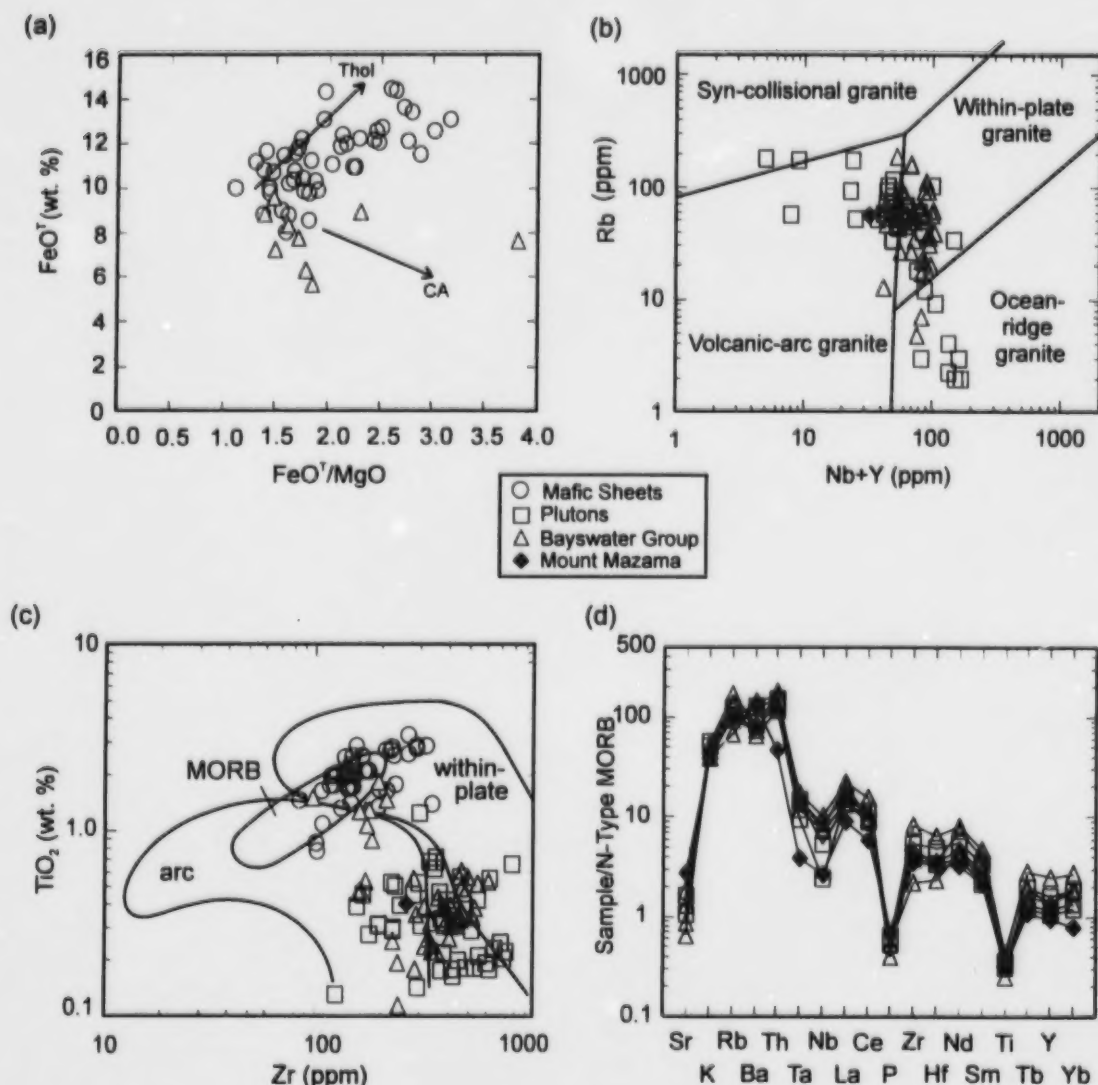 (a)
16
14
12
10
8
6
4
2
0
FeOᵀ (wt. %)
Thol
CA
0.0 0.5 1.0 1.5 2.0 2.5 3.0 3.5 4.0
FeOᵀ/MgO
(b)
1000
100
10
1
Rb (ppm)
Syn-collisional granite
Within-plate
granite
Volcanic-arc granite
Ocean-
ridge
granite
1 10 100 1000
Nb+Y (ppm)
Mafic Sheets
Plutons
Bayswater Group
Mount Mazama
(c)
10
1.0
0.1
TiO₂ (wt. %)
MORB
within-
plate
arc
100 1000
Zr (ppm)
(d)
500
100
10
1
0.1
Sample/N-Type MORB
Sr Rb Th Nb Ce Zr Nd Ti Y
K Ba Ta La P Hf Sm Tb Yb